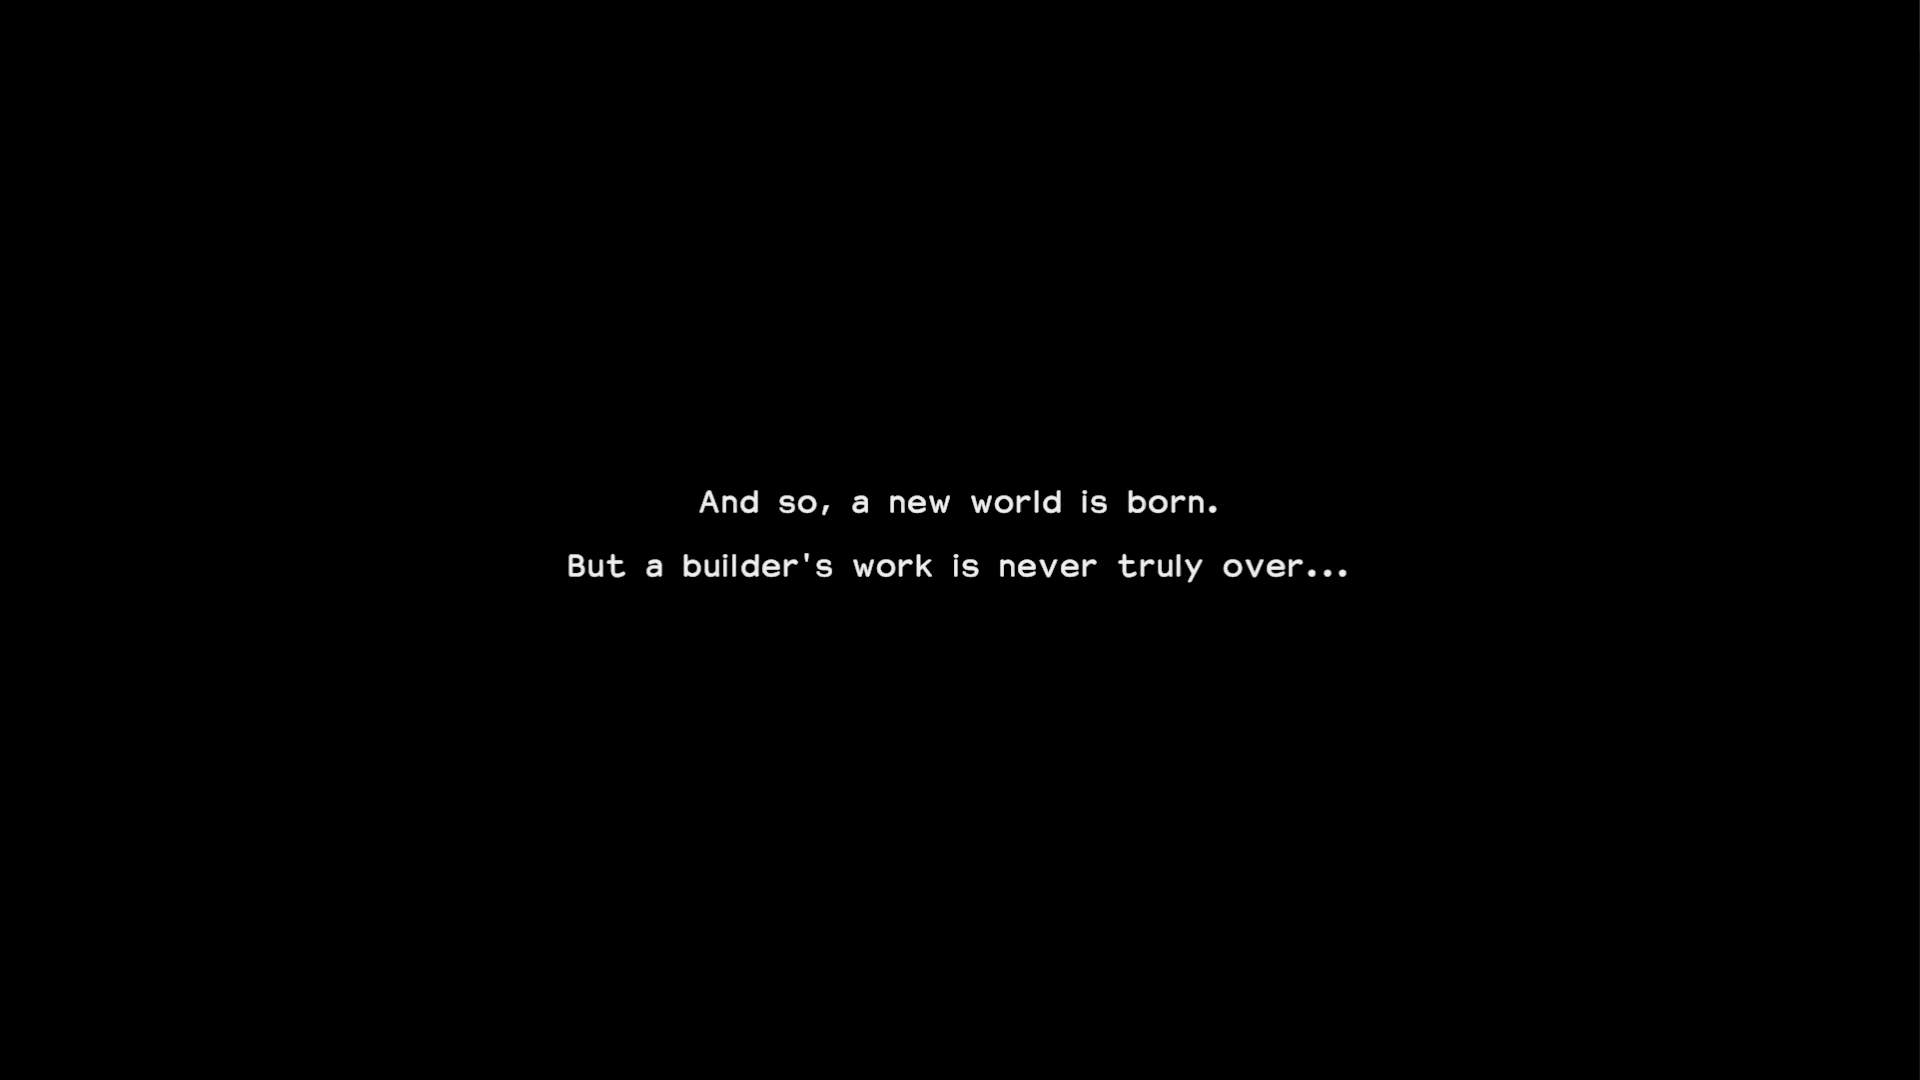 And so, a new world is born.
But a builder's work is never truly over...